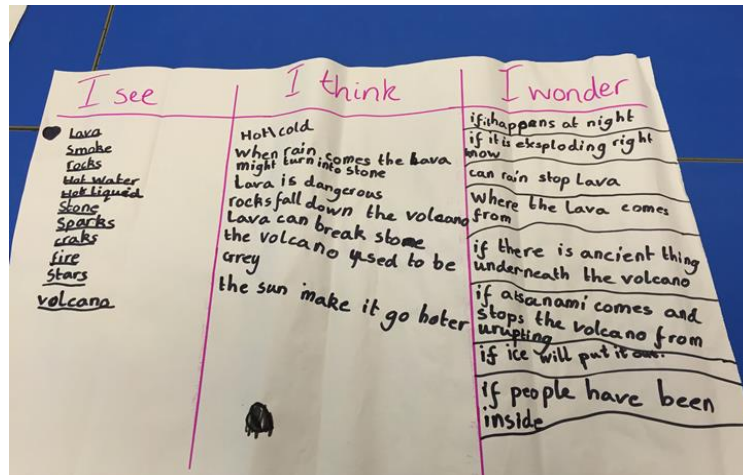 I see
Lava
Smoke
rocks
Hot water
Hot liquid
Stone
Sparks
craks
fire
Stars
volcano
I think
Hot cold
When rain comes the Lava
might turn into stone
Lava is dangerous
rocks fall down the volcano
Lava can break stone
the volcano used to be
Grey
the sun make it go hoter
I wonder
if it happens at night
if it is eksploding right
now
can rain stop Lava
Where the Lava comes
from
if there is ancient thing
underneath the volcano
if a tsanami comes and
stops the volcano from
urupting
if ice will put it out.
if people have been
inside